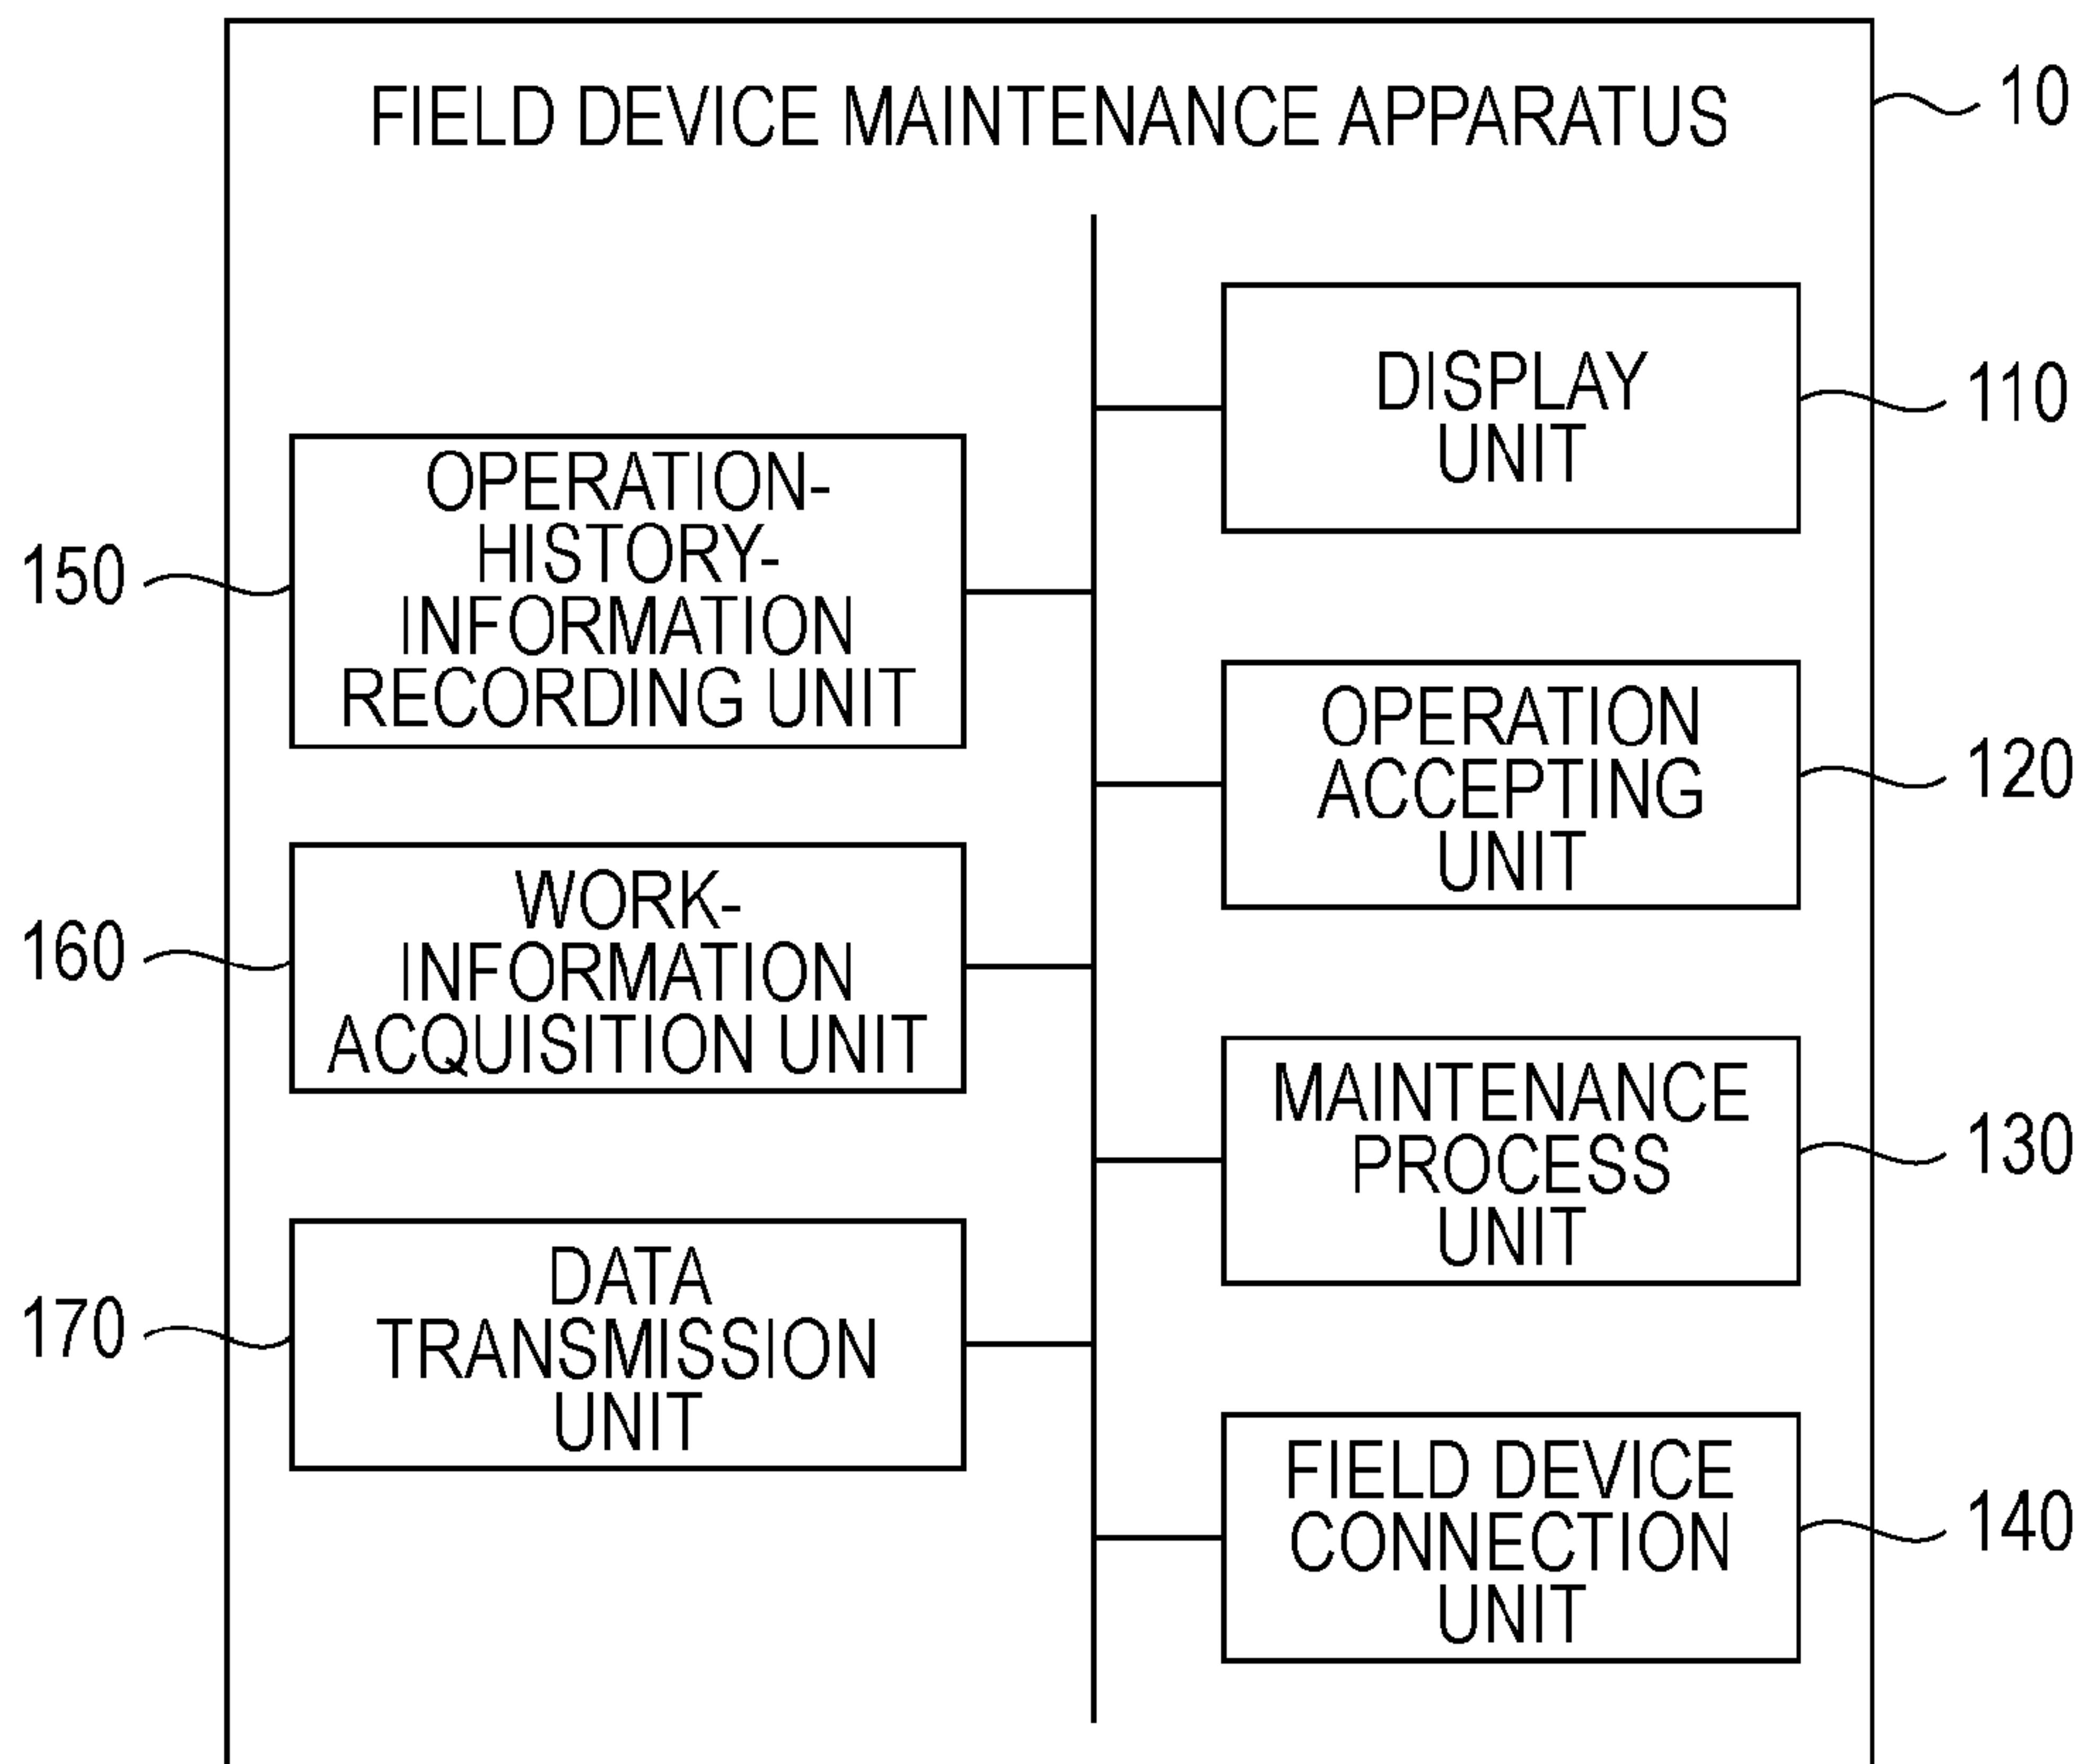 FIELD DEVICE MAINTENANCE APPARATUS
10
DISPLAY
UNIT
110
150
OPERATION-
HISTORY-
INFORMATION
RECORDING UNIT
OPERATION
ACCEPTING
UNIT
120
160
WORK-
INFORMATION
ACQUISITION UNIT
MAINTENANCE
PROCESS
UNIT
130
170
DATA
TRANSMISSION
UNIT
FIELD DEVICE
CONNECTION
UNIT
140